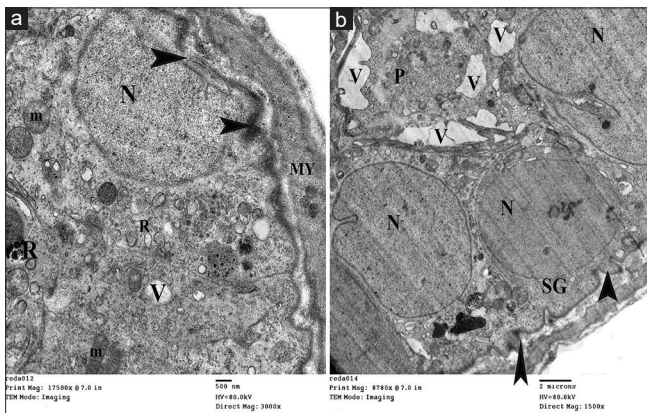 a
N
m
MY
R
R
V
m
reda012
Print Mag: 17500x @ 7.0 in
TEM Mode: Imaging
500 nm
HV=80.0kV
Direct Mag: 3000x
b
V
N
V
P
V
V
N
N
SG
reda014
Print Mag: 8780x @ 7.0 in
TEM Mode: Imaging
2 microns
HV=80.0kV
Direct Mag: 1500x